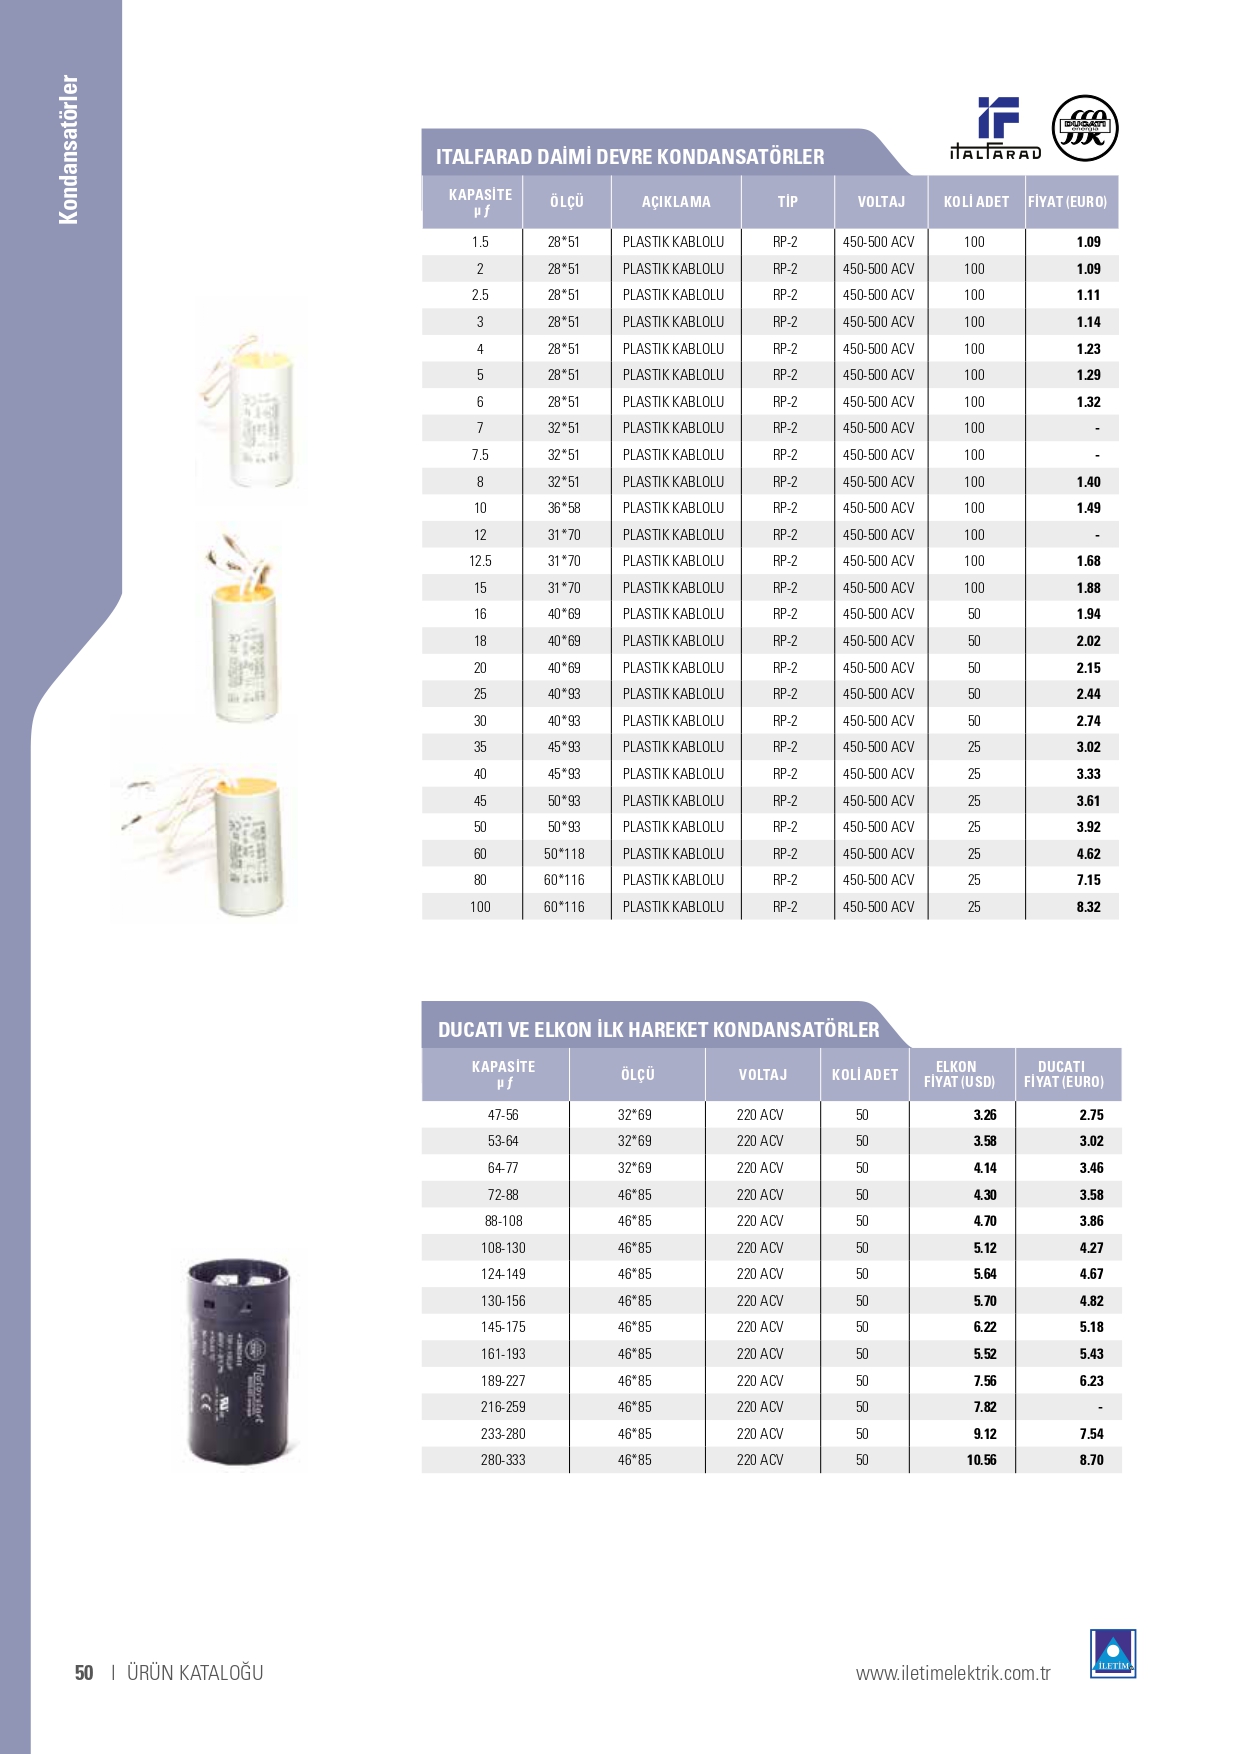 Kondansatörler
ITALFARAD
DUCATI
energia
ITALFARAD DAİMİ DEVRE KONDANSATÖRLER
KAPASİTE µ ƒ ÖLÇÜ AÇIKLAMA TİP VOLTAJ KOLİ ADET FİYAT (EURO)
1.5 28*51 PLASTIK KABLOLU RP-2 450-500 ACV 100 1.09
2 28*51 PLASTIK KABLOLU RP-2 450-500 ACV 100 1.09
2.5 28*51 PLASTIK KABLOLU RP-2 450-500 ACV 100 1.11
3 28*51 PLASTIK KABLOLU RP-2 450-500 ACV 100 1.14
4 28*51 PLASTIK KABLOLU RP-2 450-500 ACV 100 1.23
5 28*51 PLASTIK KABLOLU RP-2 450-500 ACV 100 1.29
6 28*51 PLASTIK KABLOLU RP-2 450-500 ACV 100 1.32
7 32*51 PLASTIK KABLOLU RP-2 450-500 ACV 100 -
7.5 32*51 PLASTIK KABLOLU RP-2 450-500 ACV 100 -
8 32*51 PLASTIK KABLOLU RP-2 450-500 ACV 100 1.40
10 36*58 PLASTIK KABLOLU RP-2 450-500 ACV 100 1.49
12 31*70 PLASTIK KABLOLU RP-2 450-500 ACV 100 -
12.5 31*70 PLASTIK KABLOLU RP-2 450-500 ACV 100 1.68
15 31*70 PLASTIK KABLOLU RP-2 450-500 ACV 100 1.88
16 40*69 PLASTIK KABLOLU RP-2 450-500 ACV 50 1.94
18 40*69 PLASTIK KABLOLU RP-2 450-500 ACV 50 2.02
20 40*69 PLASTIK KABLOLU RP-2 450-500 ACV 50 2.15
25 40*93 PLASTIK KABLOLU RP-2 450-500 ACV 50 2.44
30 40*93 PLASTIK KABLOLU RP-2 450-500 ACV 50 2.74
35 45*93 PLASTIK KABLOLU RP-2 450-500 ACV 25 3.02
40 45*93 PLASTIK KABLOLU RP-2 450-500 ACV 25 3.33
45 50*93 PLASTIK KABLOLU RP-2 450-500 ACV 25 3.61
50 50*93 PLASTIK KABLOLU RP-2 450-500 ACV 25 3.92
60 50*118 PLASTIK KABLOLU RP-2 450-500 ACV 25 4.62
80 60*116 PLASTIK KABLOLU RP-2 450-500 ACV 25 7.15
100 60*116 PLASTIK KABLOLU RP-2 450-500 ACV 25 8.32
DUCATI VE ELKON İLK HAREKET KONDANSATÖRLER
KAPASİTE µ ƒ ÖLÇÜ VOLTAJ KOLİ ADET ELKON FİYAT (USD) DUCATI FİYAT (EURO)
47-56 32*69 220 ACV 50 3.26 2.75
53-64 32*69 220 ACV 50 3.58 3.02
64-77 32*69 220 ACV 50 4.14 3.46
72-88 46*85 220 ACV 50 4.30 3.58
88-108 46*85 220 ACV 50 4.70 3.86
108-130 46*85 220 ACV 50 5.12 4.27
124-149 46*85 220 ACV 50 5.64 4.67
130-156 46*85 220 ACV 50 5.70 4.82
145-175 46*85 220 ACV 50 6.22 5.18
161-193 46*85 220 ACV 50 5.52 5.43
189-227 46*85 220 ACV 50 7.56 6.23
216-259 46*85 220 ACV 50 7.82 -
233-280 46*85 220 ACV 50 9.12 7.54
280-333 46*85 220 ACV 50 10.56 8.70
Motorstart
50 I ÜRÜN KATALOĞU
www.iletimelektrik.com.tr
İLETİM